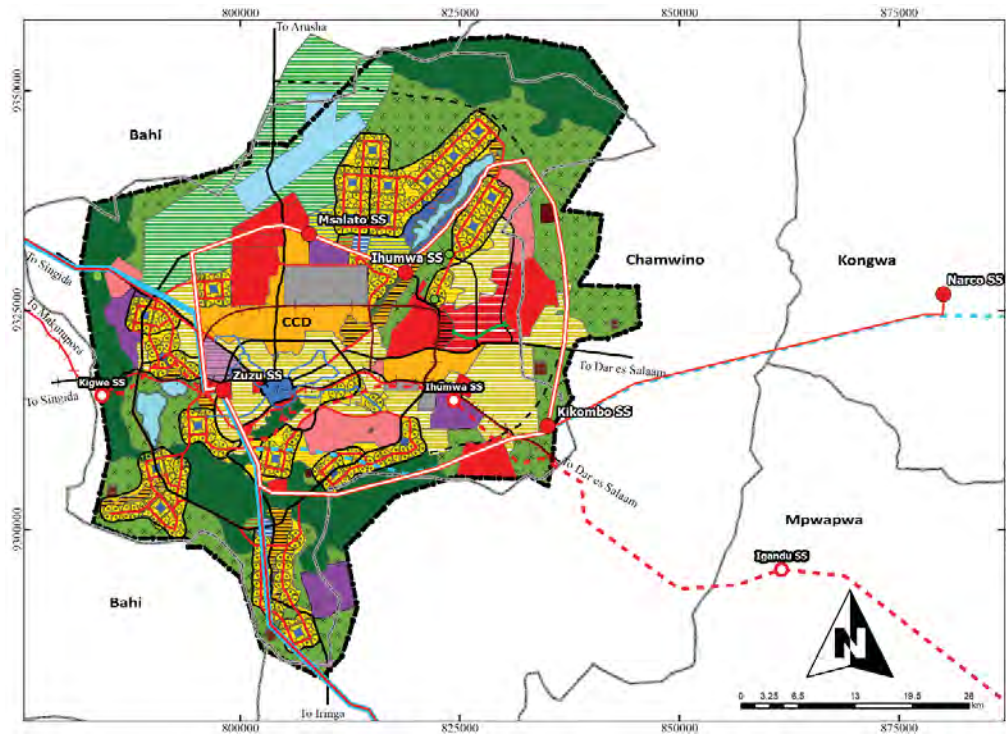 800000
825000
850000
875000
To Arusha
9350000
Bahi
Msalato SS
Ihumwa SS
Chamwino
Kongwa
To Singida
Narco SS
9325000
CCD
To Makutupora
To Dar es Salaam
Kigwe SS
Zuzu SS
Ihumwa SS
To Singida
Kikombo SS
To Dar es Salaam
9300000
Mpwapwa
Igandu SS
Bahi
N
0 3.25 6.5 13 19.5 26
km
To Iringa
800000
825000
850000
875000